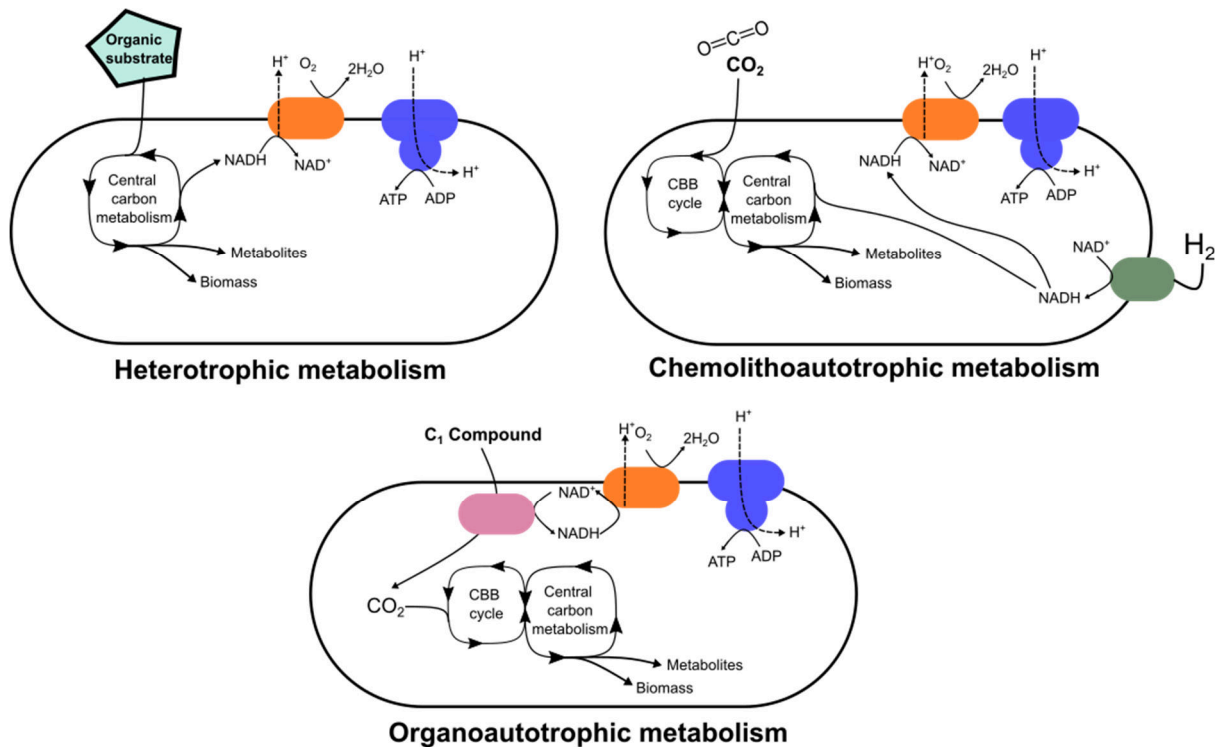 Organic
substrate
H⁺
O₂
2H₂O
H⁺
NADH
NAD⁺
H⁺
ATP
ADP
Central
carbon
metabolism
Metabolites
Biomass
Heterotrophic metabolism
O=C=O
CO₂
H⁺O₂
2H₂O
H⁺
NADH
NAD⁺
H⁺
ATP
ADP
CBB
cycle
Central
carbon
metabolism
NAD⁺
H₂
NADH
Metabolites
Biomass
Chemolithoautotrophic metabolism
C₁ Compound
H⁺O₂
2H₂O
H⁺
NAD⁺
NADH
H⁺
ATP
ADP
CO₂
CBB
cycle
Central
carbon
metabolism
Metabolites
Biomass
Organoautotrophic metabolism